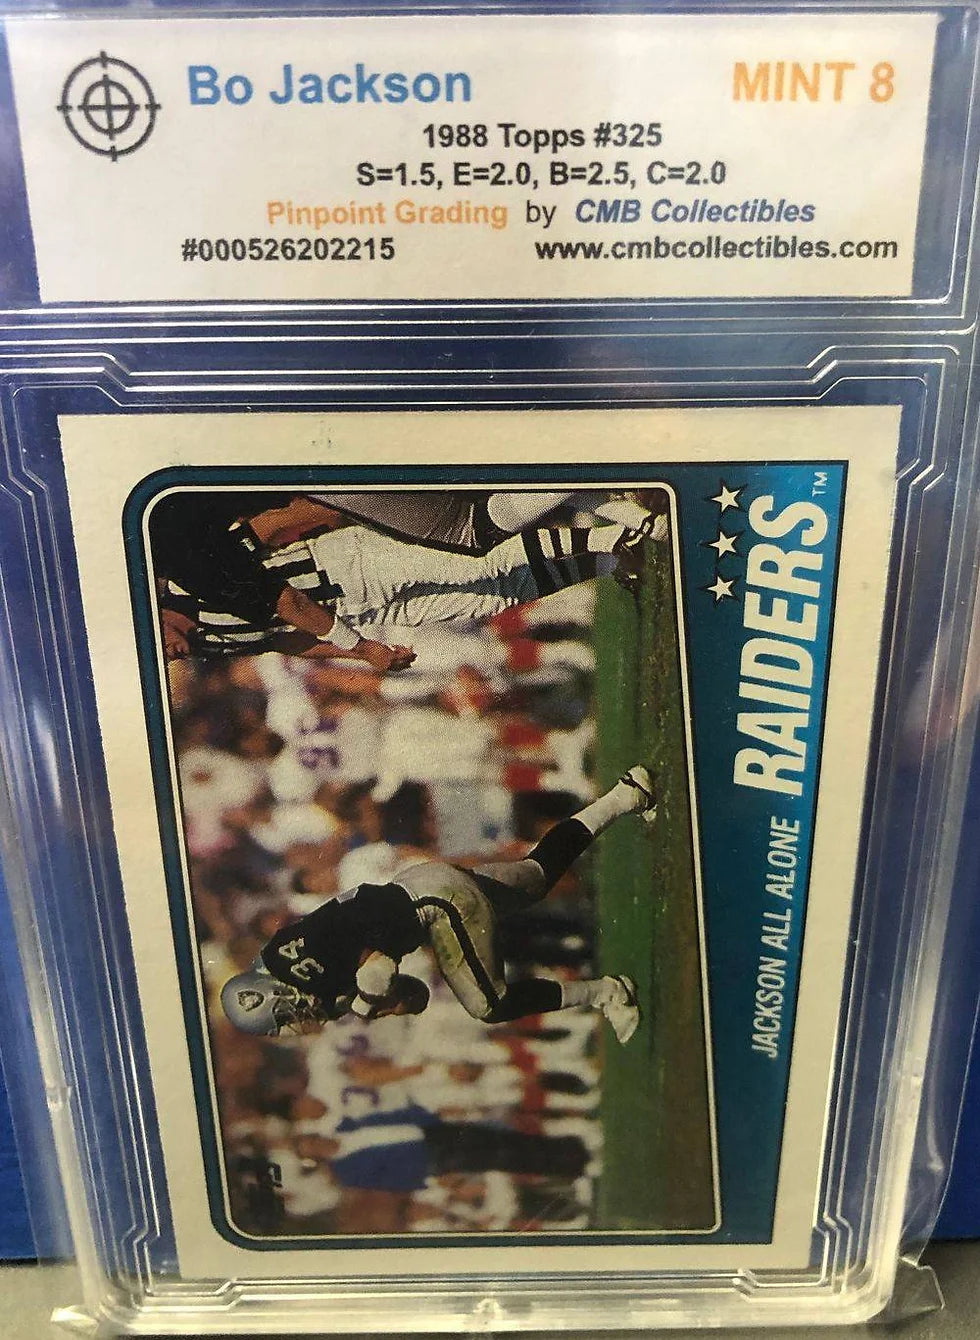 Bo Jackson MINT 8
1988 Topps #325
S=1.5, E=2.0, B=2.5, C=2.0
Pinpoint Grading by CMB Collectibles
#000526202215 www.cmbcollectibles.com
JACKSON ALL ALONE RAIDERS™
34
36